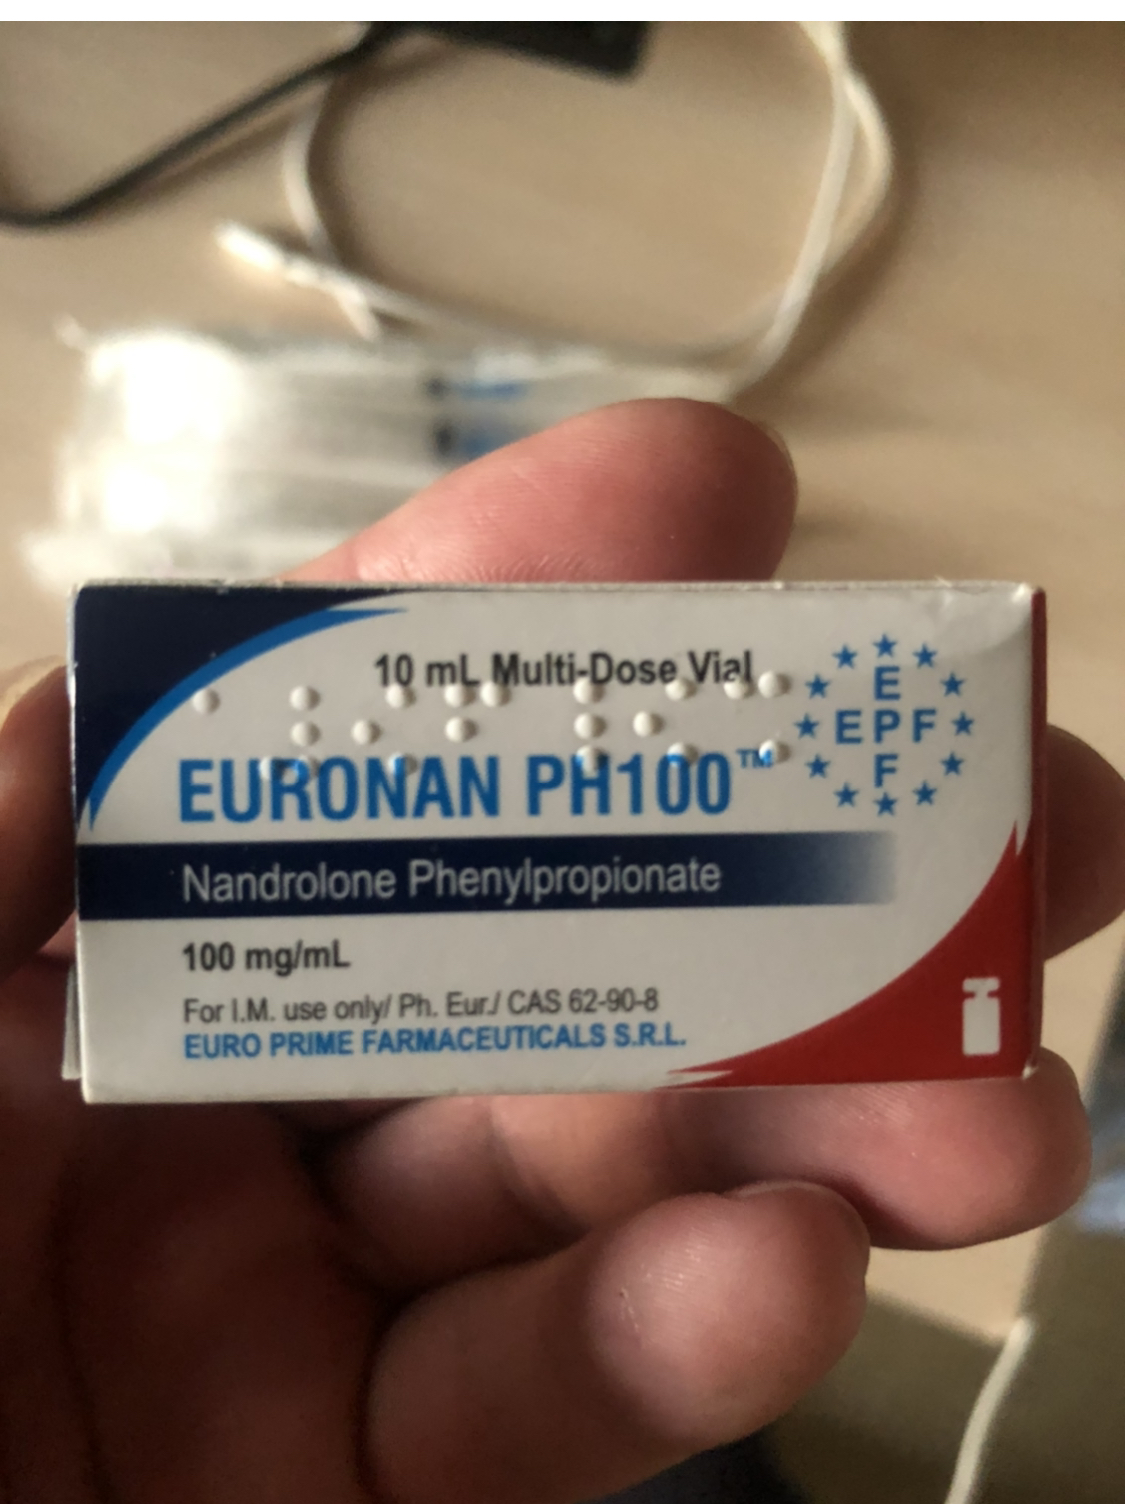 10 mL Multi-Dose Vial
E
E P F
F
EURONAN PH100™
Nandrolone Phenylpropionate
100 mg/mL
For I.M. use only/ Ph. Eur./ CAS 62-90-8
EURO PRIME FARMACEUTICALS S.R.L.